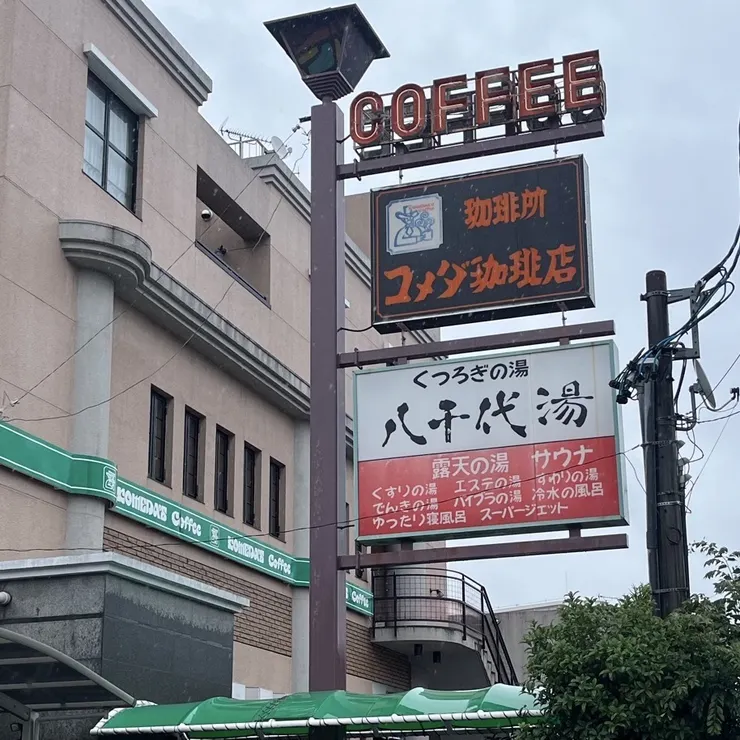 COFFEE
珈琲所
コメダ珈琲店
くつろぎの湯
八千代湯
露天の湯 サウナ
くすりの湯 エステの湯 すわりの湯
でんきの湯 バイブラの湯 冷水の風呂
ゆったり寝風呂 スーパージェット
KOMEDA'S Coffee
KOMEDA'S Coffee
Coffee